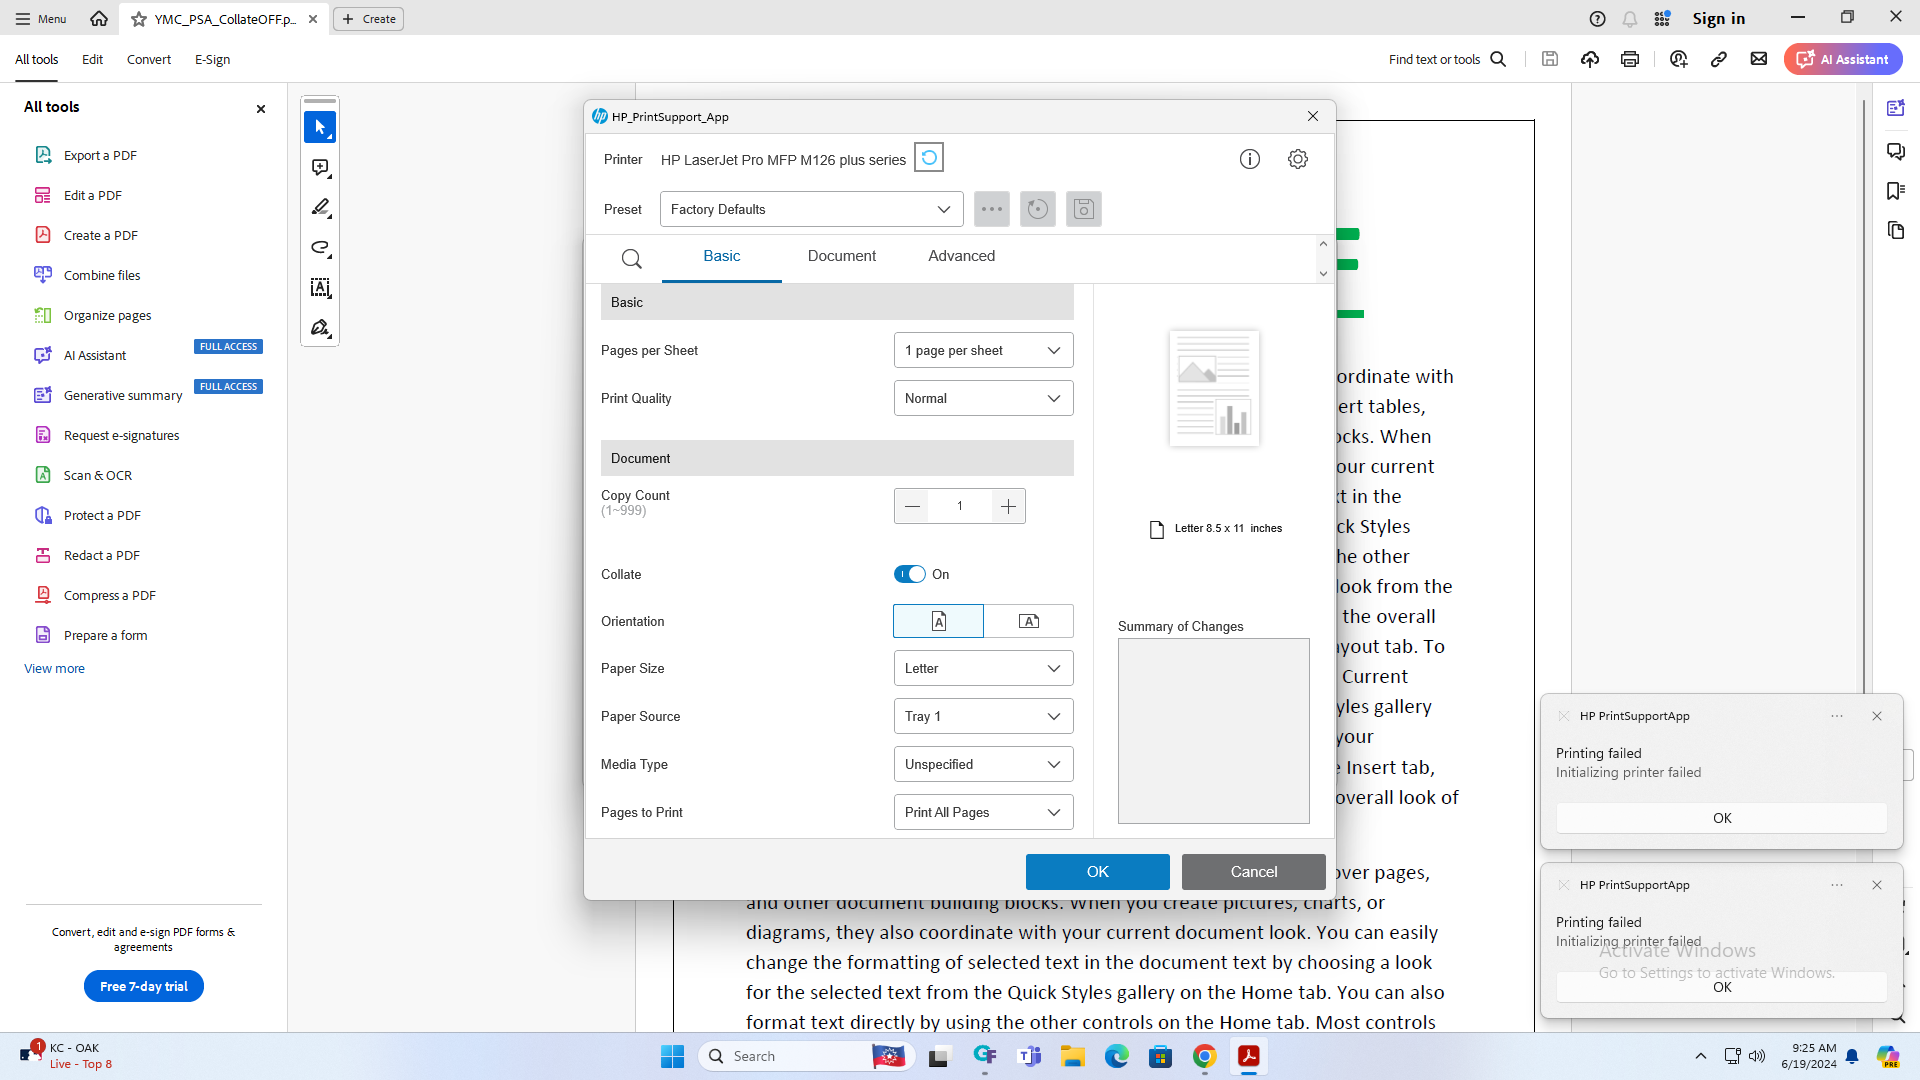 Menu
YMC_PSA_CollateOFF.p...
Create
Sign in
All tools
Edit
Convert
E-Sign
Find text or tools
AI Assistant
All tools
Export a PDF
Edit a PDF
Create a PDF
Combine files
Organize pages
AI Assistant
FULL ACCESS
Generative summary
FULL ACCESS
Request e-signatures
Scan & OCR
Protect a PDF
Redact a PDF
Compress a PDF
Prepare a form
View more
Convert, edit and e-sign PDF forms &
agreements
Free 7-day trial
HP_PrintSupport_App
Printer
HP LaserJet Pro MFP M126 plus series
Preset
Factory Defaults
Basic
Document
Advanced
Basic
Pages per Sheet
1 page per sheet
Print Quality
Normal
Document
Copy Count
(1~999)
1
Collate
On
Orientation
Paper Size
Letter
Paper Source
Tray 1
Media Type
Unspecified
Pages to Print
Print All Pages
Letter 8.5 x 11 inches
Summary of Changes
OK
Cancel
ordinate with
ert tables,
ocks. When
our current
xt in the
ck Styles
he other
look from the
the overall
ayout tab. To
Current
yles gallery
your
e Insert tab,
overall look of
over pages,
and other document building blocks. When you create pictures, charts, or
diagrams, they also coordinate with your current document look. You can easily
change the formatting of selected text in the document text by choosing a look
for the selected text from the Quick Styles gallery on the Home tab. You can also
format text directly by using the other controls on the Home tab. Most controls
HP PrintSupportApp
Printing failed
Initializing printer failed
OK
HP PrintSupportApp
Printing failed
Initializing printer failed
Activate Windows
Go to Settings to activate Windows.
OK
1
KC - OAK
Live - Top 8
Search
9:25 AM
6/19/2024
PRE